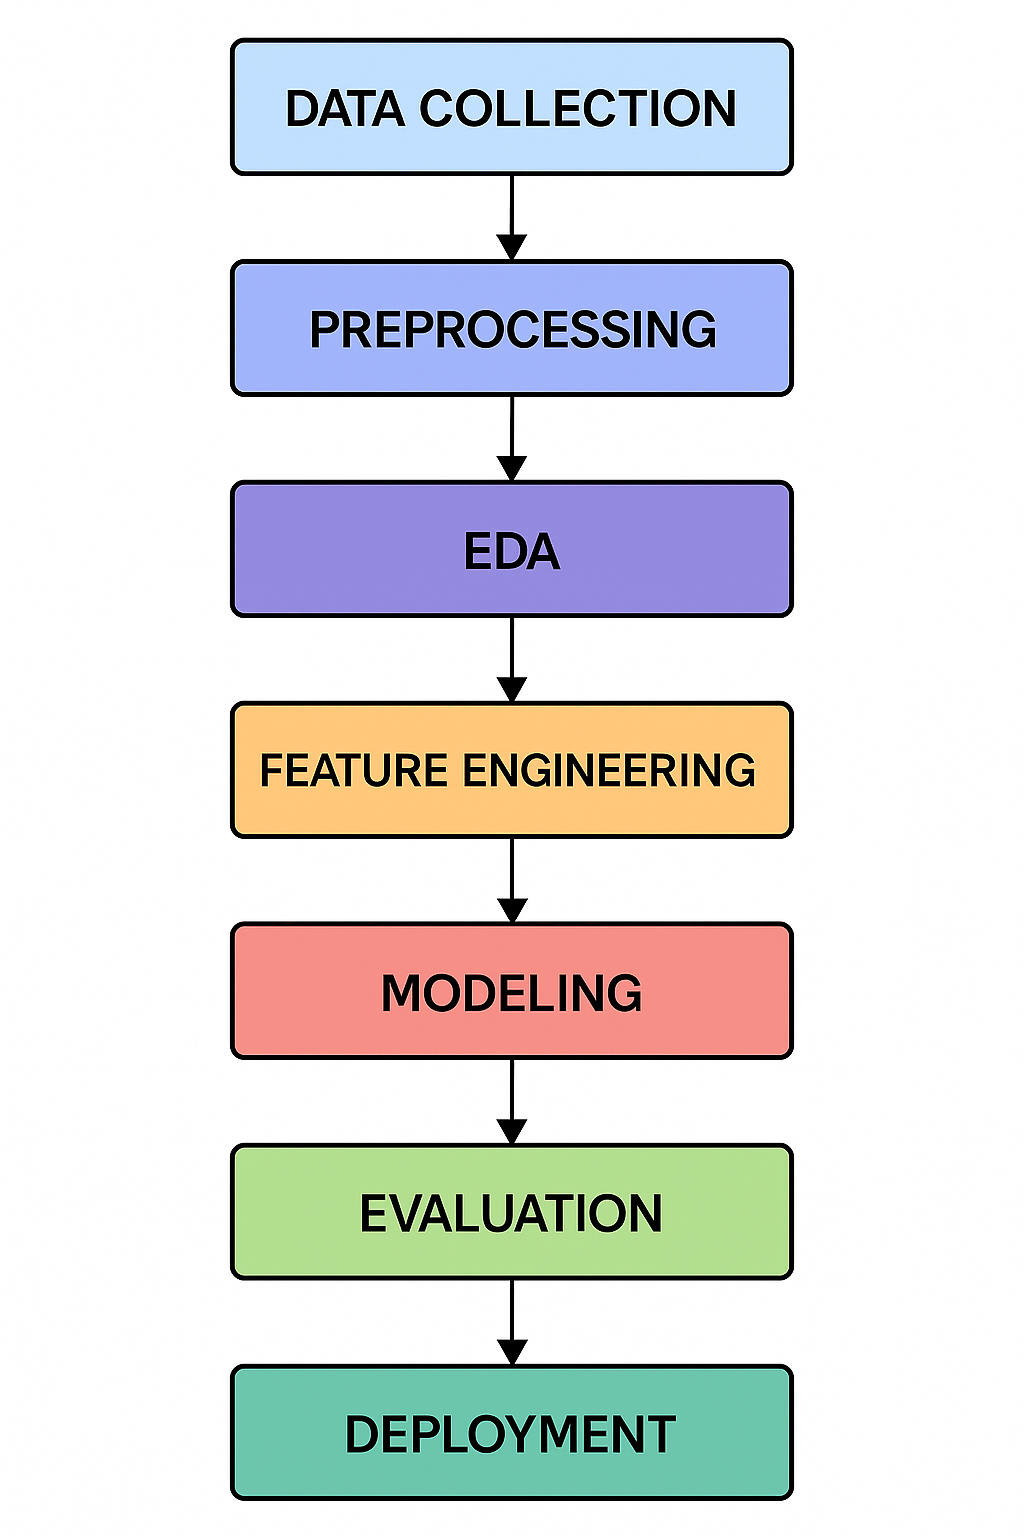 DATA COLLECTION
PREPROCESSING
EDA
FEATURE ENGINEERING
MODELING
EVALUATION
DEPLOYMENT